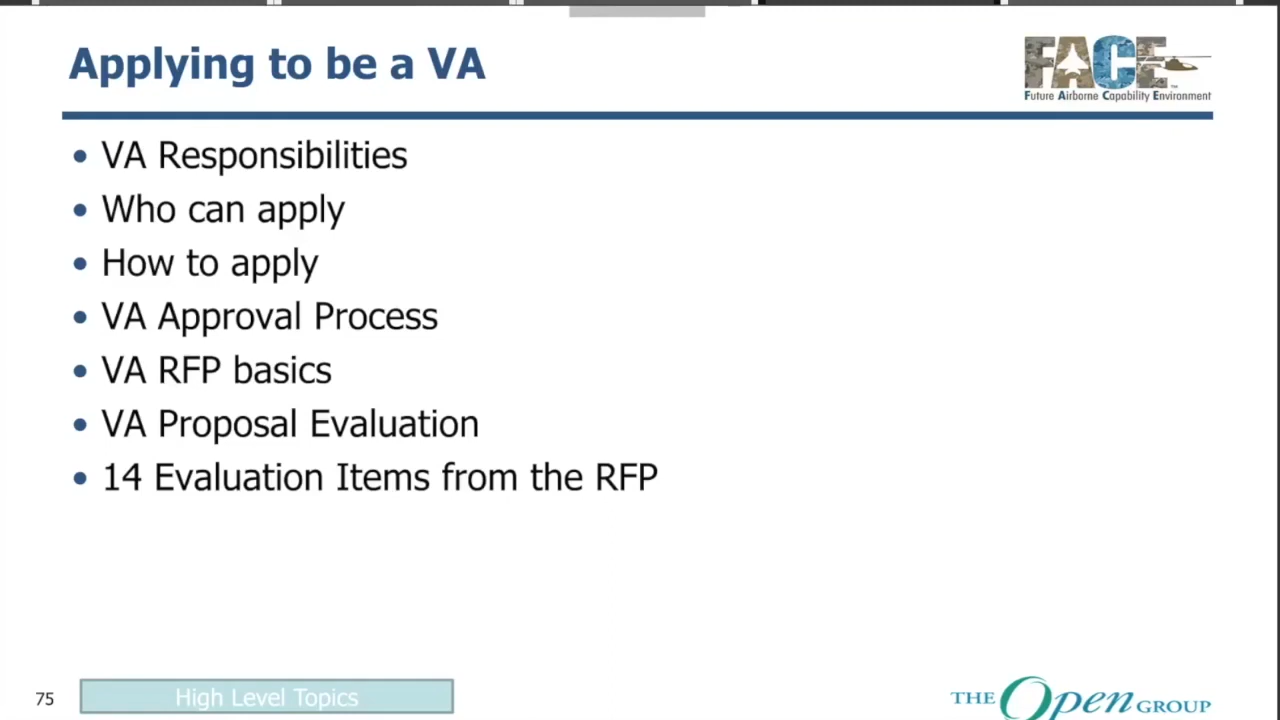 Applying to be a VA
FACE™
Future Airborne Capability Environment
• VA Responsibilities
• Who can apply
• How to apply
• VA Approval Process
• VA RFP basics
• VA Proposal Evaluation
• 14 Evaluation Items from the RFP
75
High Level Topics
THE Open GROUP